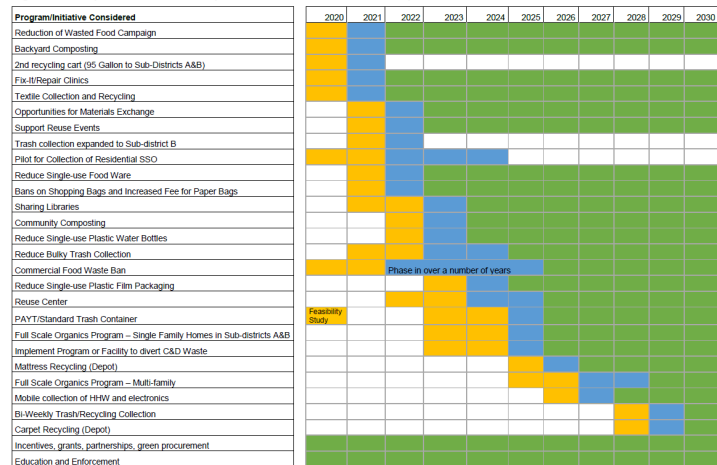 Program/Initiative Considered 2020 2021 2022 2023 2024 2025 2026 2027 2028 2029 2030
Reduction of Wasted Food Campaign
Backyard Composting
2nd recycling cart (95 Gallon to Sub-Districts A&B)
Fix-It/Repair Clinics
Textile Collection and Recycling
Opportunities for Materials Exchange
Support Reuse Events
Trash collection expanded to Sub-district B
Pilot for Collection of Residential SSO
Reduce Single-use Food Ware
Bans on Shopping Bags and Increased Fee for Paper Bags
Sharing Libraries
Community Composting
Reduce Single-use Plastic Water Bottles
Reduce Bulky Trash Collection
Commercial Food Waste Ban Phase in over a number of years
Reduce Single-use Plastic Film Packaging
Reuse Center
PAYT/Standard Trash Container Feasibility
Study
Full Scale Organics Program – Single Family Homes in Sub-districts A&B
Implement Program or Facility to divert C&D Waste
Mattress Recycling (Depot)
Full Scale Organics Program – Multi-family
Mobile collection of HHW and electronics
Bi-Weekly Trash/Recycling Collection
Carpet Recycling (Depot)
Incentives, grants, partnerships, green procurement
Education and Enforcement